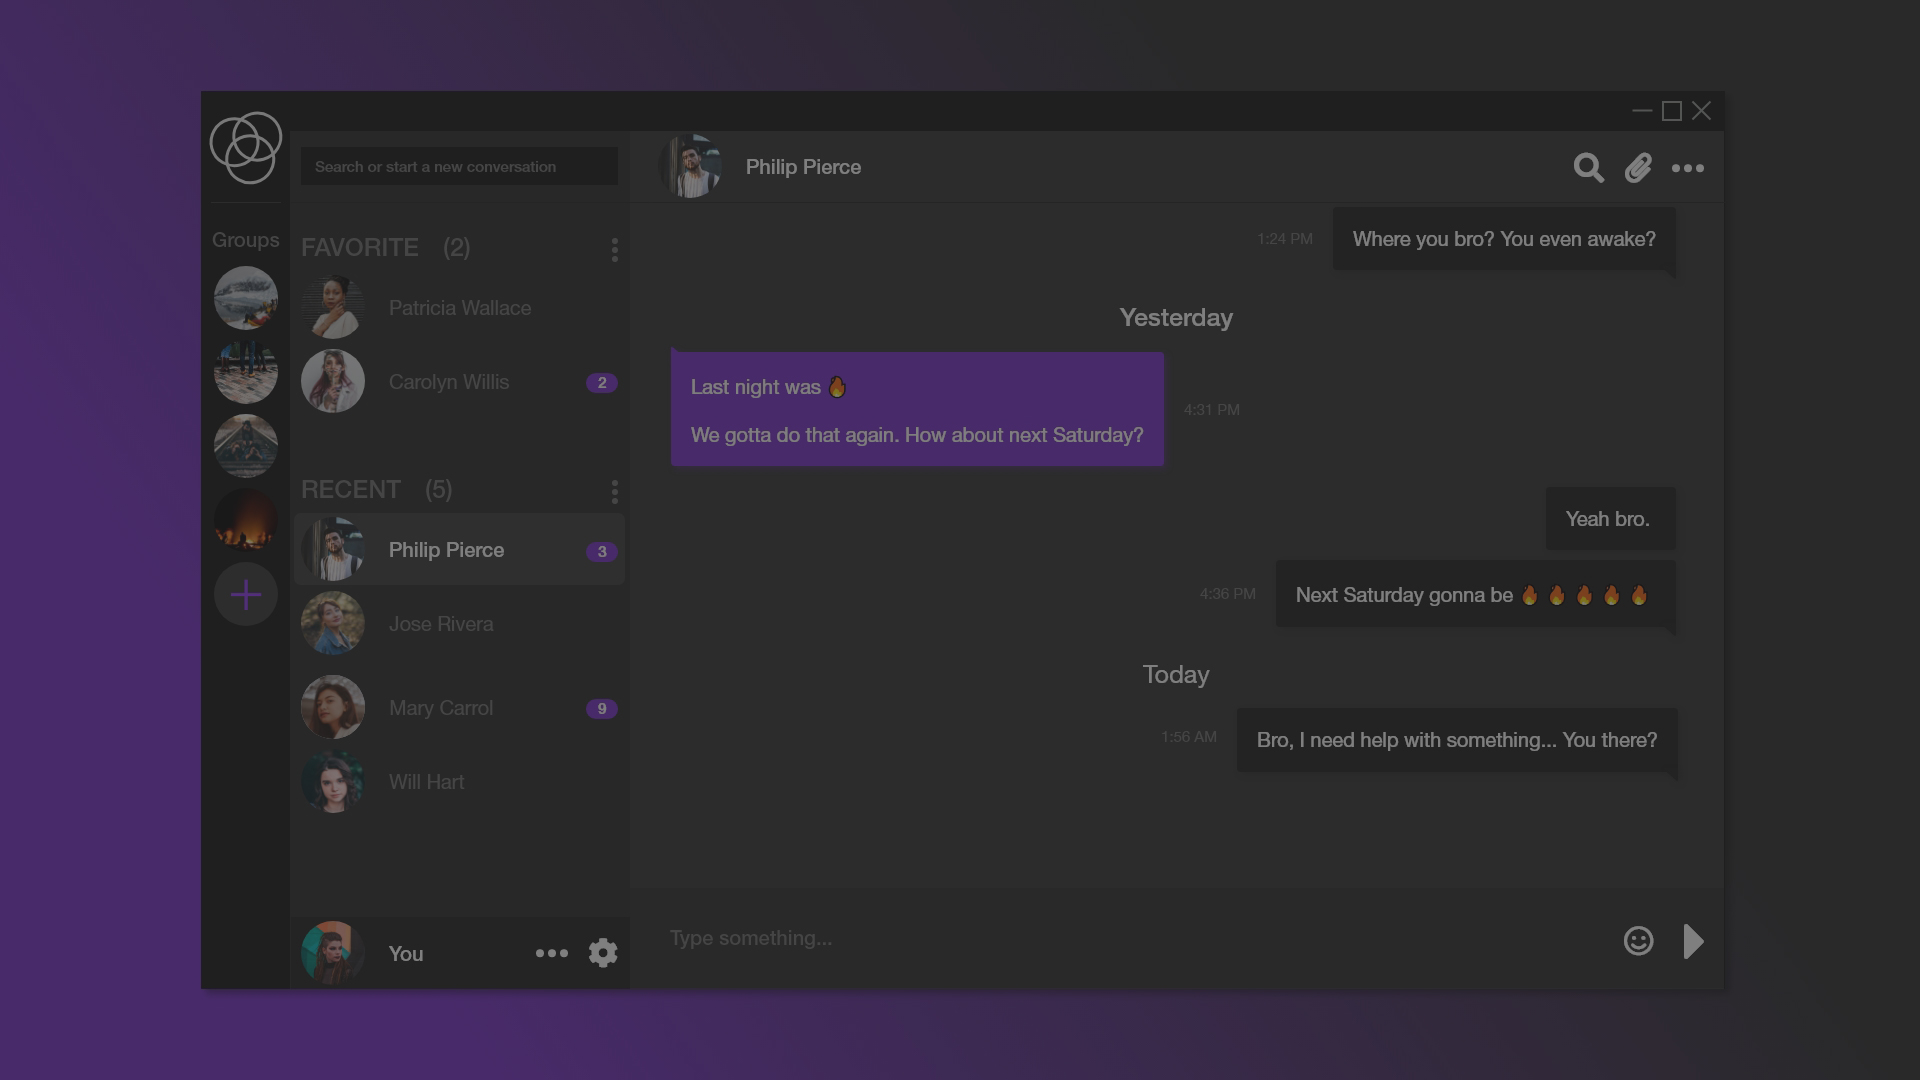 Search or start a new conversation
Philip Pierce
Groups
FAVORITE (2)
Patricia Wallace
Carolyn Willis 2
RECENT (5)
Philip Pierce 3
Jose Rivera
Mary Carrol 9
Will Hart
You
1:24 PM
Where you bro? You even awake?
Yesterday
Last night was 🔥
We gotta do that again. How about next Saturday?
4:31 PM
Yeah bro.
4:36 PM
Next Saturday gonna be 🔥 🔥 🔥 🔥 🔥
Today
1:56 AM
Bro, I need help with something... You there?
Type something...